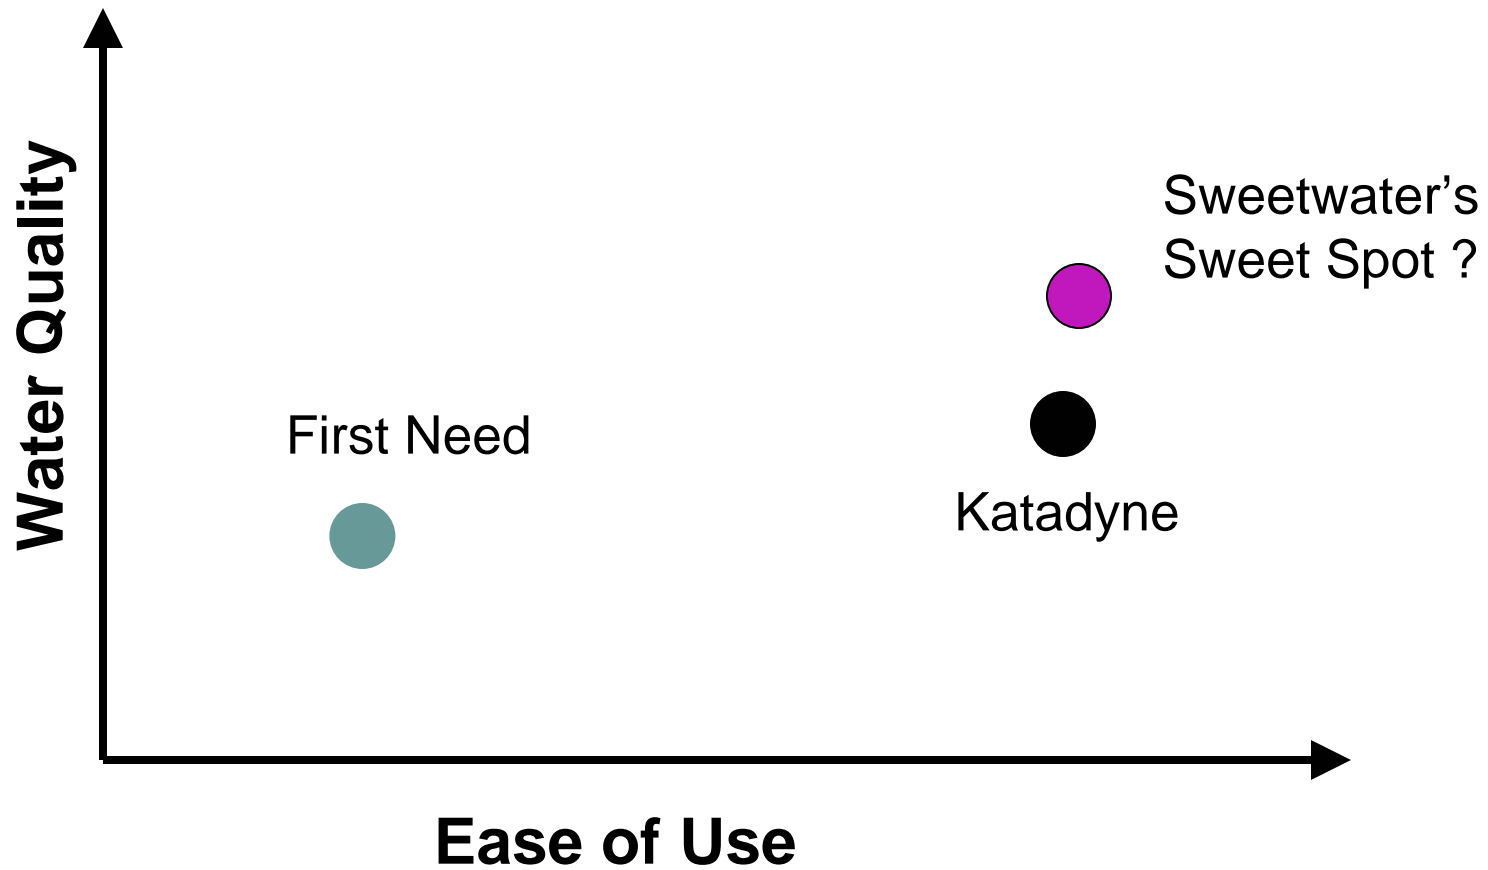 Water Quality
Sweetwater’s
Sweet Spot ?
First Need
Katadyne
Ease of Use